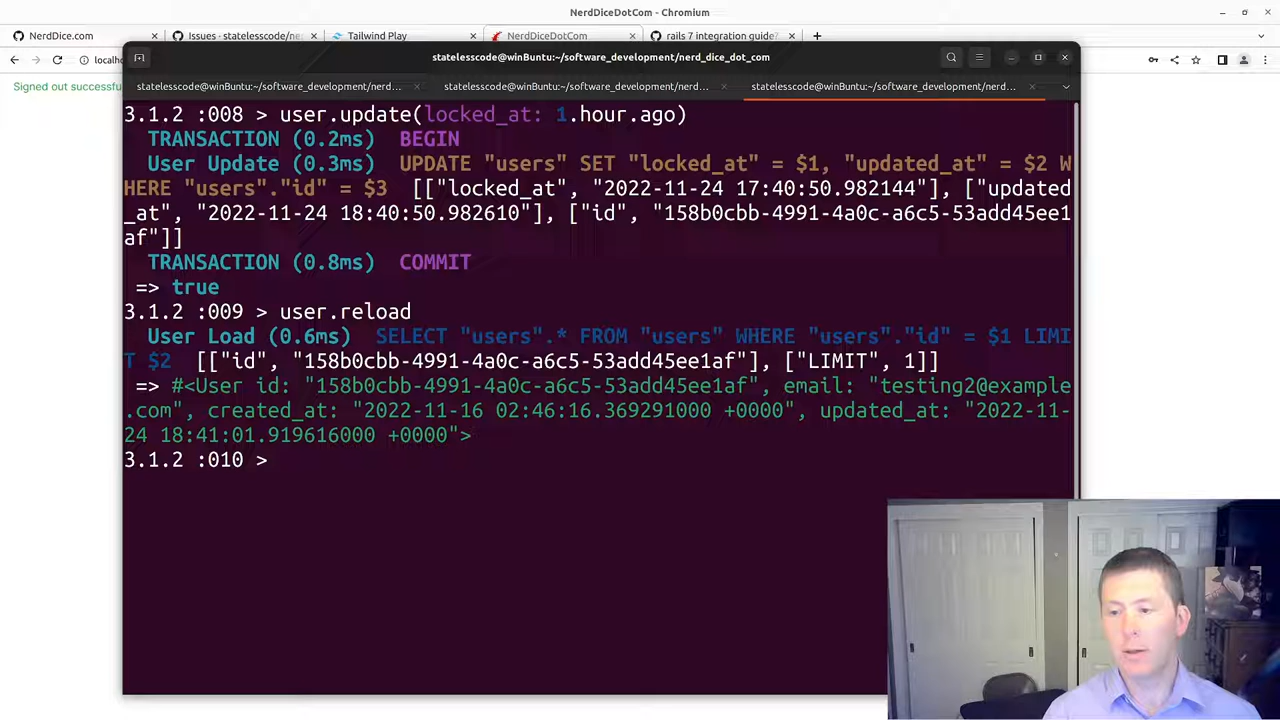 NerdDiceDotCom - Chromium
NerdDice.com
Issues · statelesscode/ne
Tailwind Play
NerdDiceDotCom
rails 7 integration guide?
localho
Signed out successfu
statelesscode@winBuntu:~/software_development/nerd_dice_dot_com
statelesscode@winBuntu:~/software_development/nerd...
statelesscode@winBuntu:~/software_development/nerd...
statelesscode@winBuntu:~/software_development/nerd...
3.1.2 :008 > user.update(locked_at: 1.hour.ago)
TRANSACTION (0.2ms) BEGIN
User Update (0.3ms) UPDATE "users" SET "locked_at" = $1, "updated_at" = $2 W
HERE "users"."id" = $3 [["locked_at", "2022-11-24 17:40:50.982144"], ["updated
_at", "2022-11-24 18:40:50.982610"], ["id", "158b0cbb-4991-4a0c-a6c5-53add45ee1
af"]]
TRANSACTION (0.8ms) COMMIT
=> true
3.1.2 :009 > user.reload
User Load (0.6ms) SELECT "users".* FROM "users" WHERE "users"."id" = $1 LIMI
T $2 [["id", "158b0cbb-4991-4a0c-a6c5-53add45ee1af"], ["LIMIT", 1]]
=> #<User id: "158b0cbb-4991-4a0c-a6c5-53add45ee1af", email: "testing2@example
.com", created_at: "2022-11-16 02:46:16.369291000 +0000", updated_at: "2022-11-
24 18:41:01.919616000 +0000">
3.1.2 :010 >